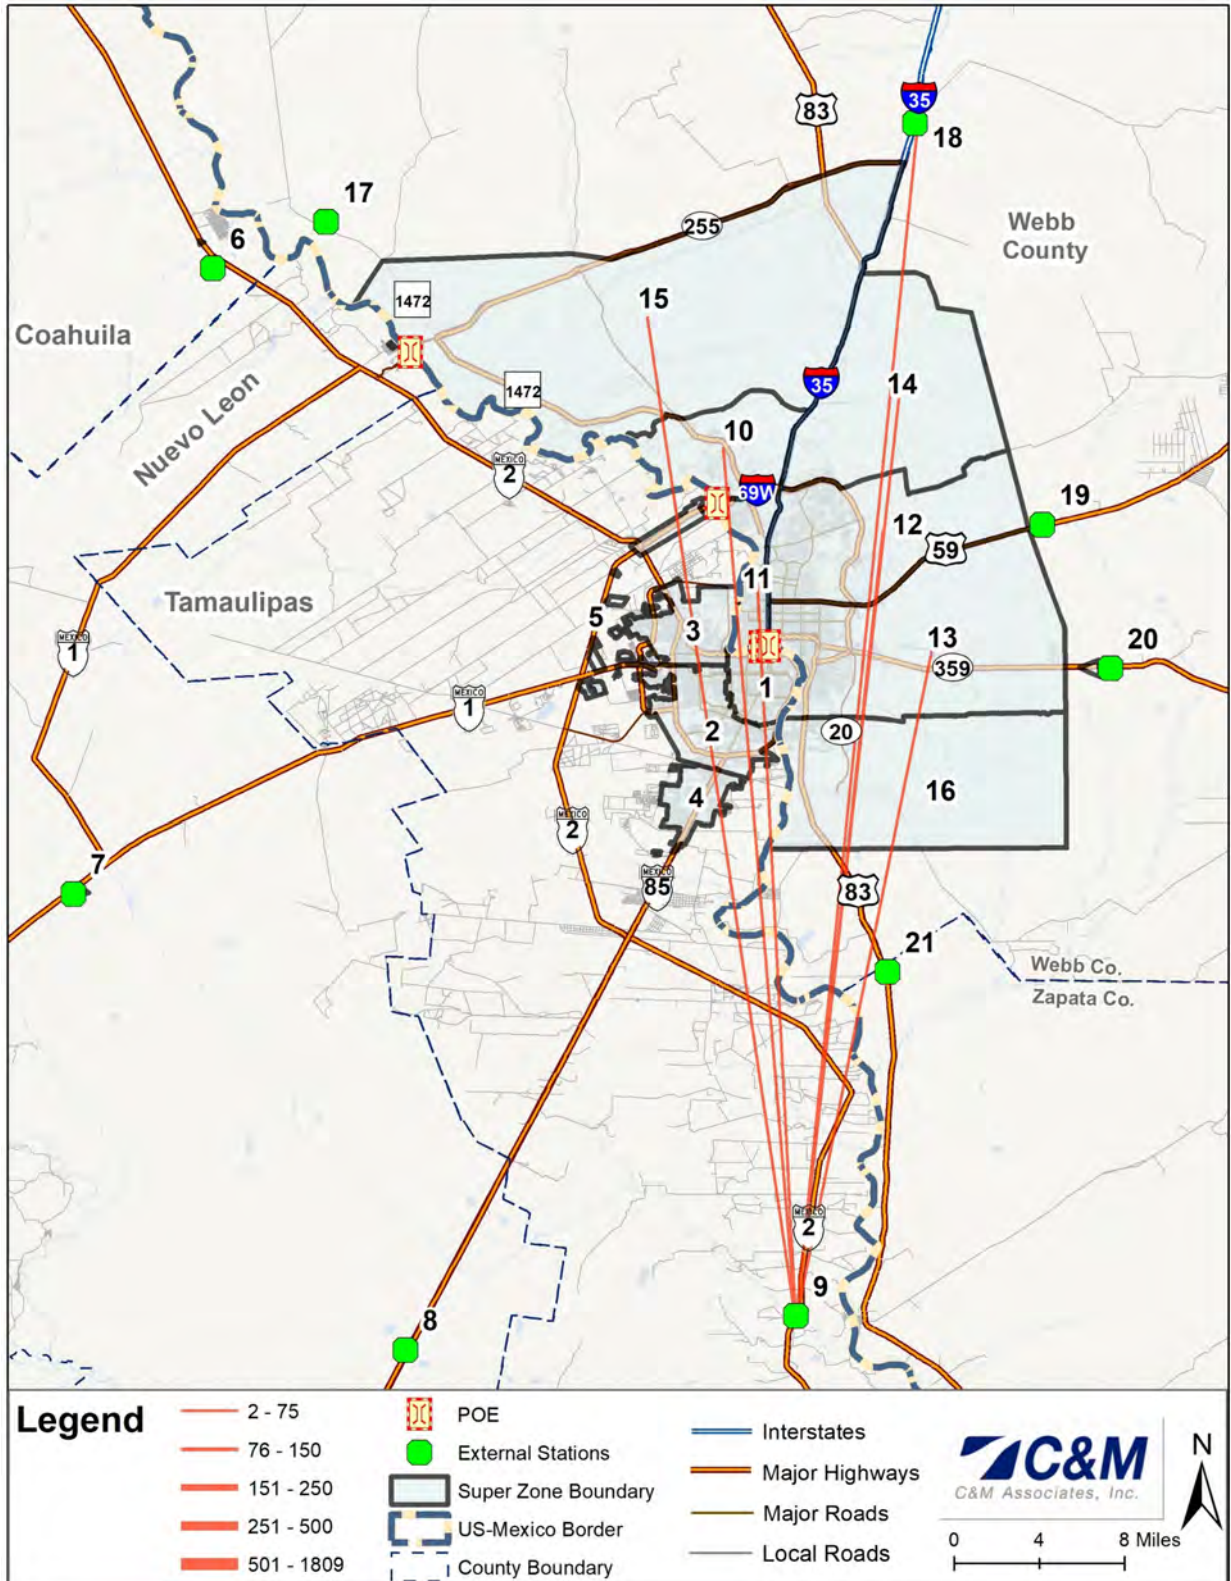 35
83
18
17
Webb
County
255
6
1472
15
Coahuila
35
14
1472
Nuevo Leon
10
MEXICO
2
69W
19
12
59
11
Tamaulipas
5
3
13
MEXICO
1
20
359
MEXICO
1
1
2
20
4
16
MEXICO
2
7
MEXICO
85
83
21
Webb Co.
Zapata Co.
MEXICO
2
9
8
Legend
2 - 75
76 - 150
151 - 250
251 - 500
501 - 1809
POE
External Stations
Super Zone Boundary
US-Mexico Border
County Boundary
Interstates
Major Highways
Major Roads
Local Roads
C&M
C&M Associates, Inc.
N
0 4 8 Miles